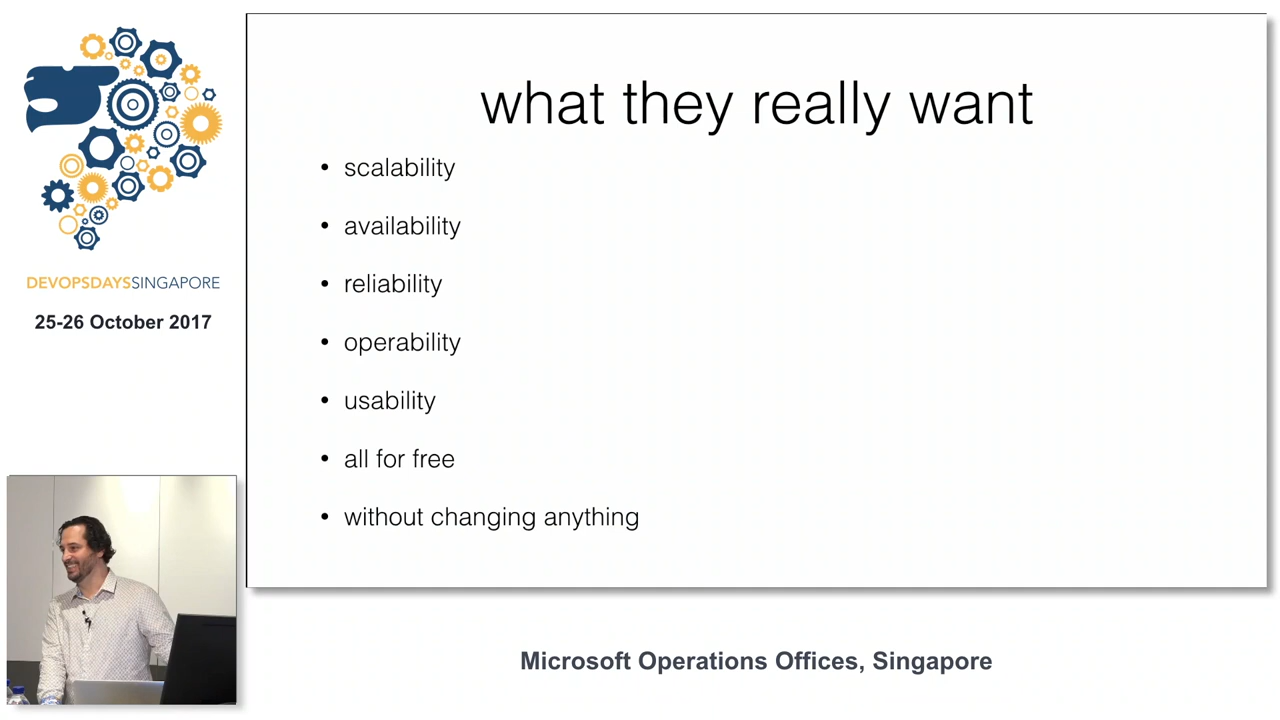 DEVOPSDAYSSINGAPORE
25-26 October 2017
what they really want
• scalability
• availability
• reliability
• operability
• usability
• all for free
• without changing anything
Microsoft Operations Offices, Singapore